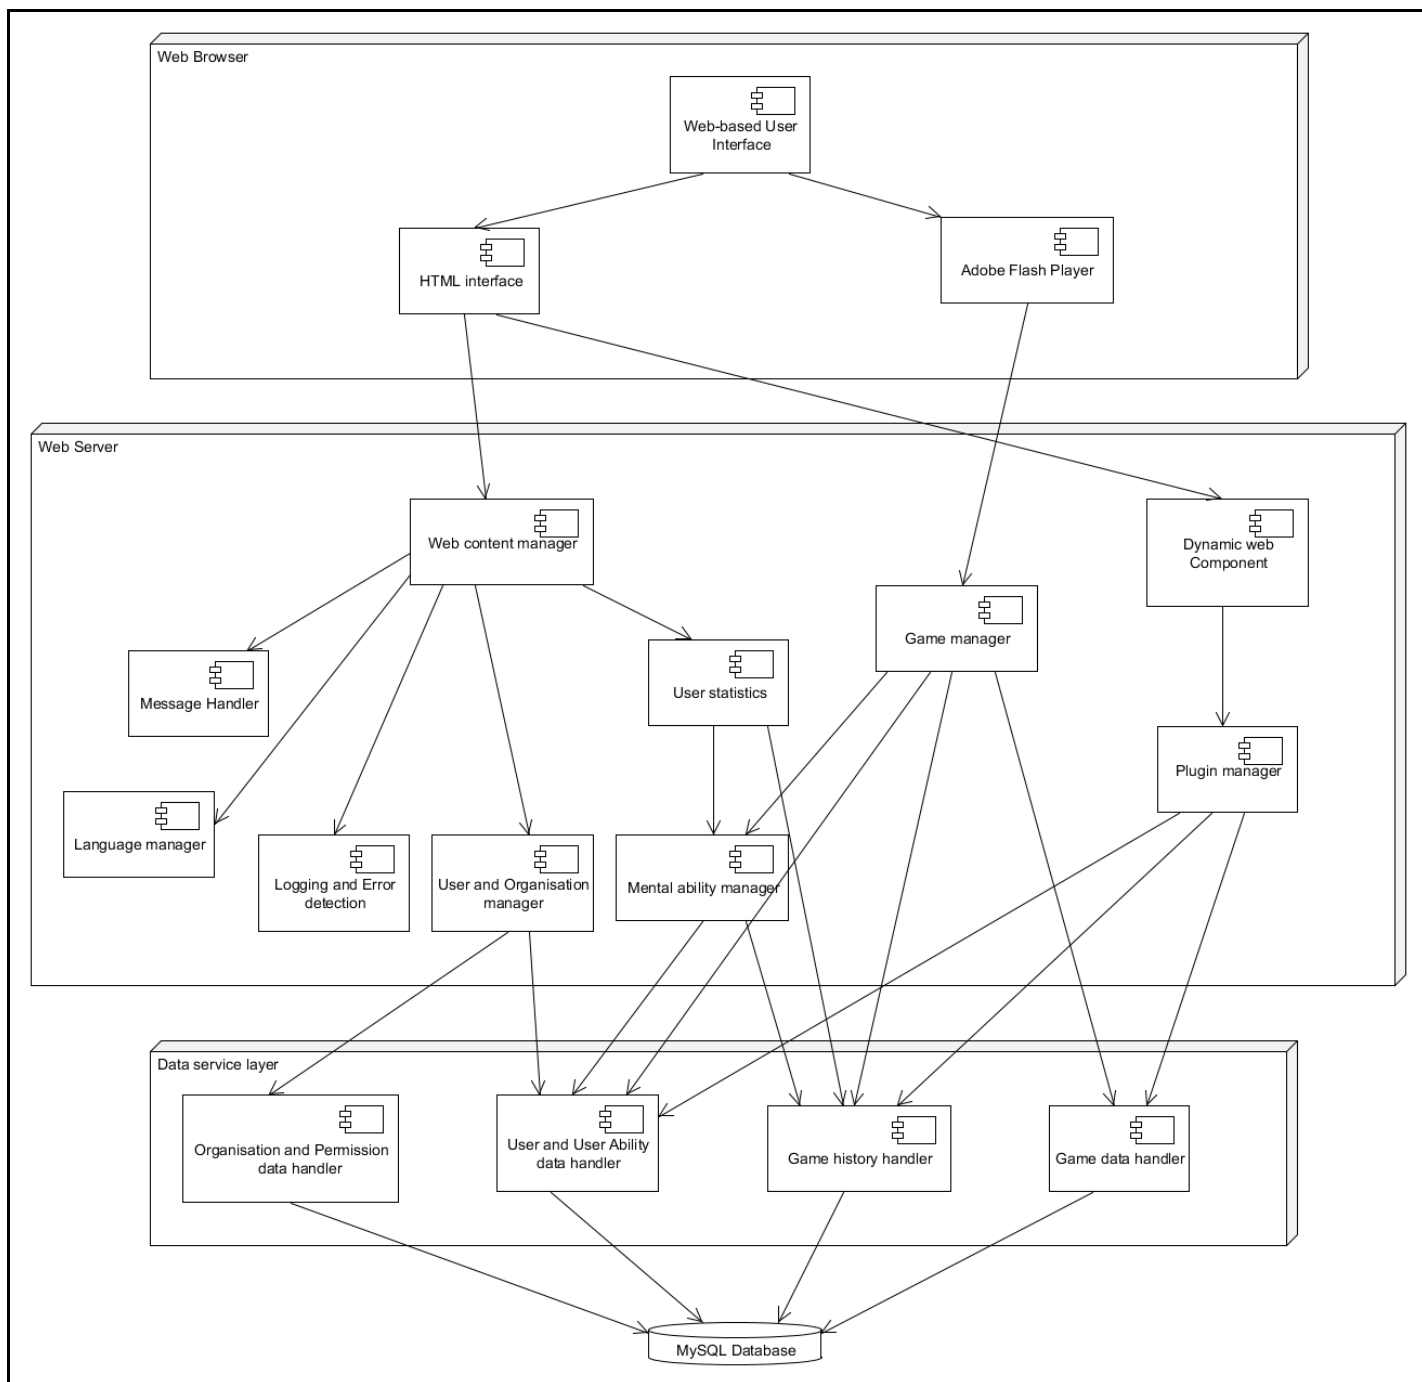 Web Browser
Web-based User
Interface
HTML interface
Adobe Flash Player
Web Server
Web content manager
Dynamic web
Component
Game manager
User statistics
Message Handler
Plugin manager
Language manager
Logging and Error
detection
User and Organisation
manager
Mental ability manager
Data service layer
Organisation and Permission
data handler
User and User Ability
data handler
Game history handler
Game data handler
MySQL Database